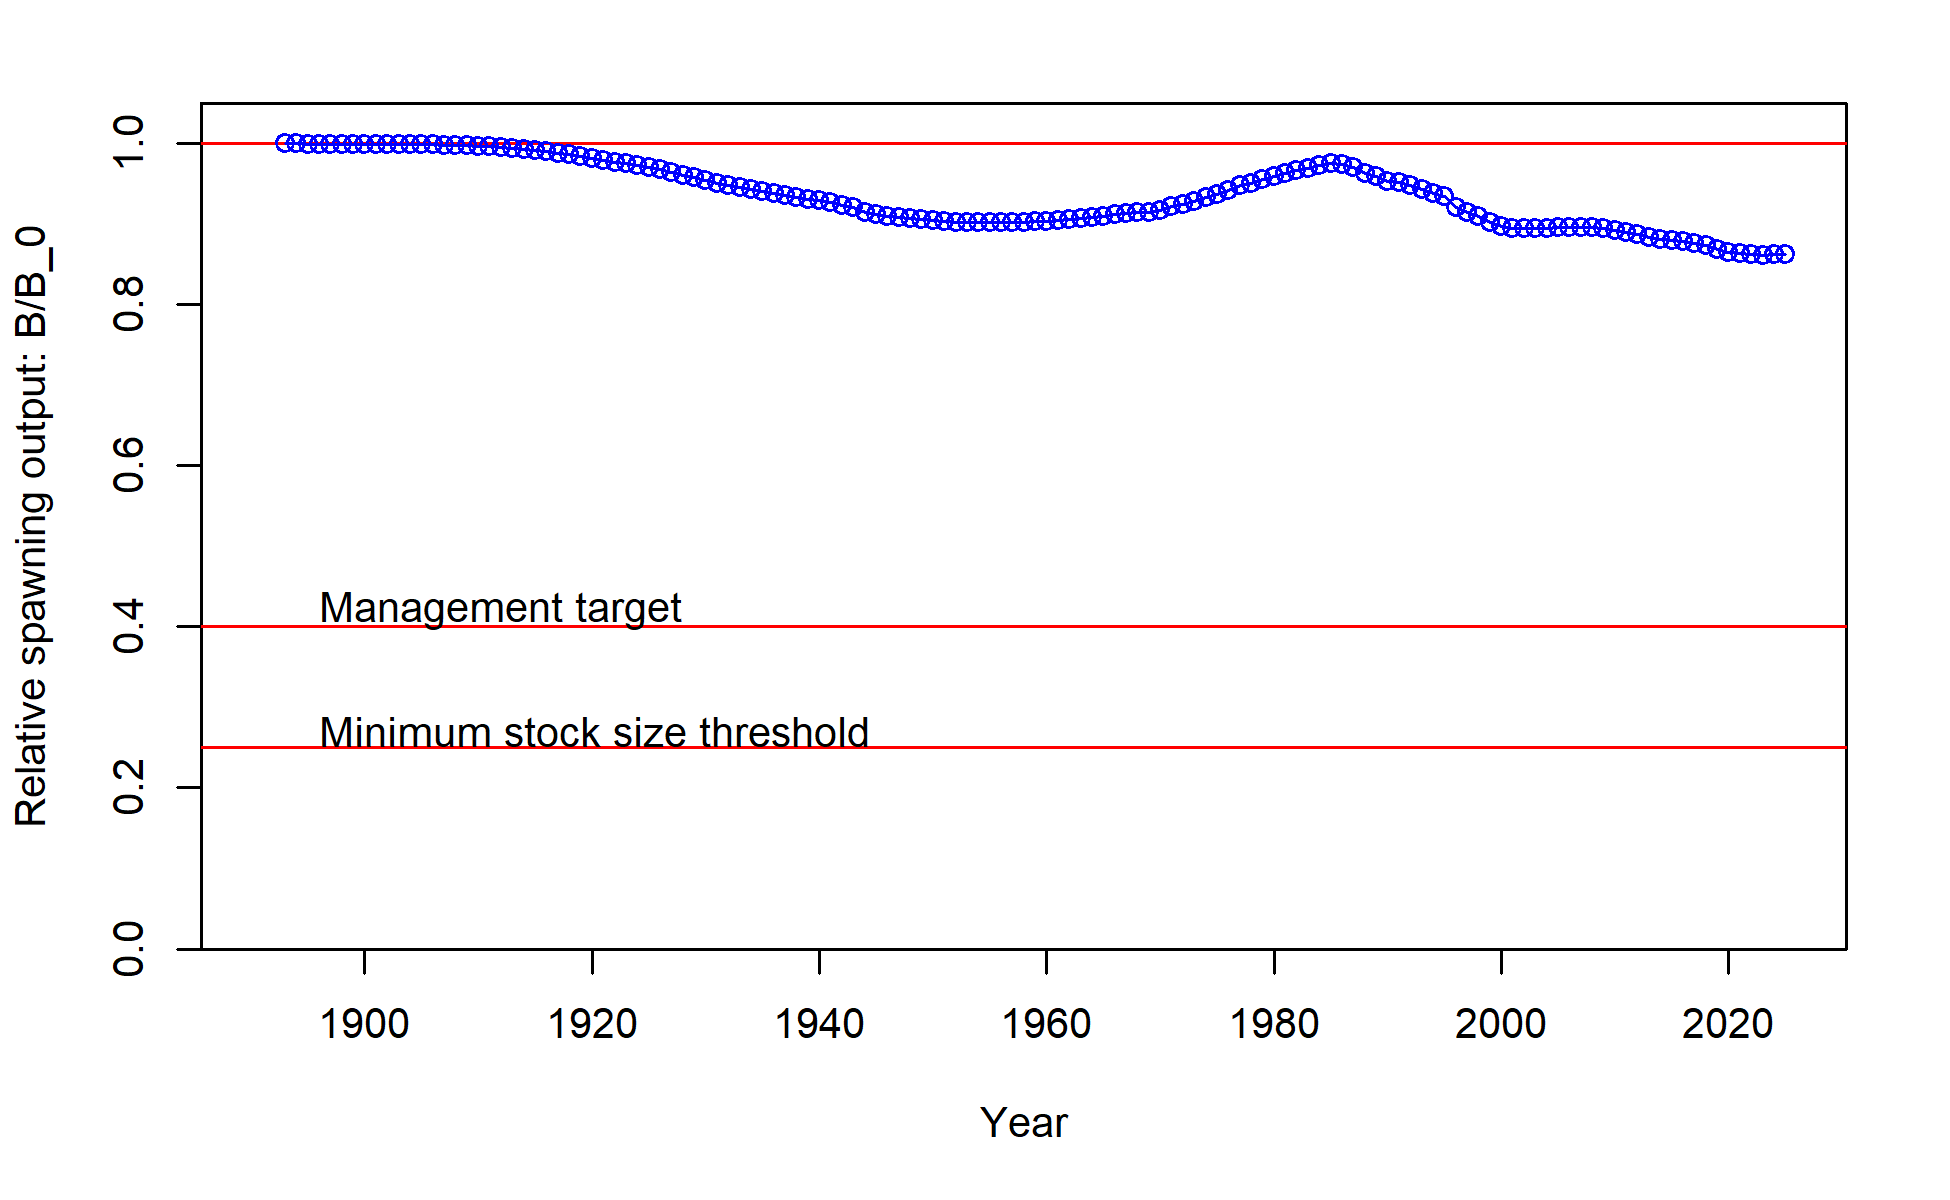 Relative spawning output: B/B_0
1.0
0.8
0.6
0.4
0.2
0.0
Management target
Minimum stock size threshold
1900 1920 1940 1960 1980 2000 2020
Year